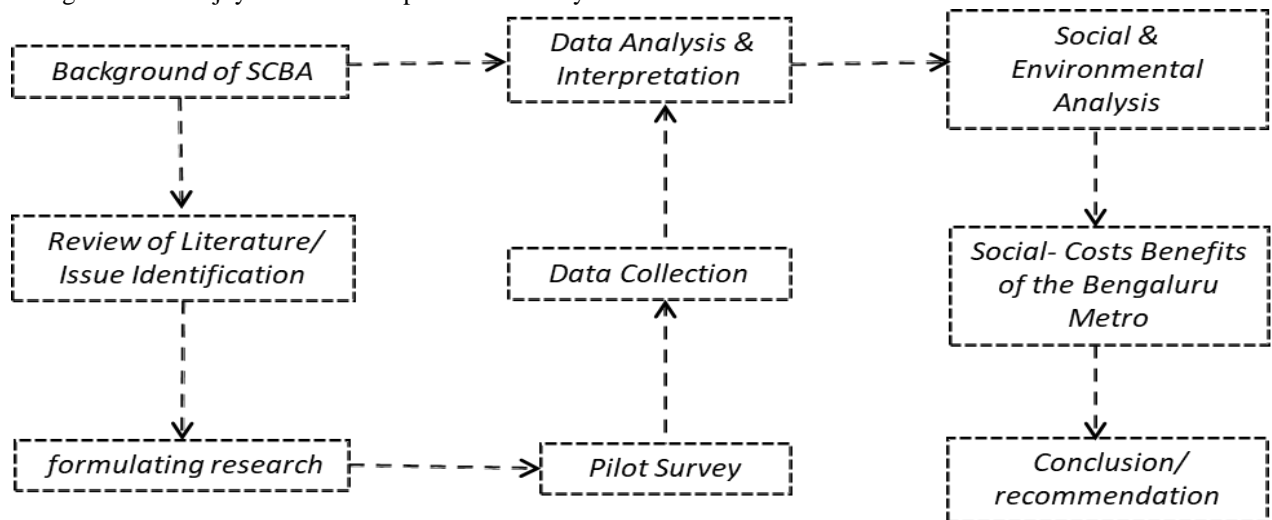 Background of SCBA
Review of Literature/
Issue Identification
formulating research
Data Analysis &
Interpretation
Data Collection
Pilot Survey
Social &
Environmental
Analysis
Social- Costs Benefits
of the Bengaluru
Metro
Conclusion/
recommendation